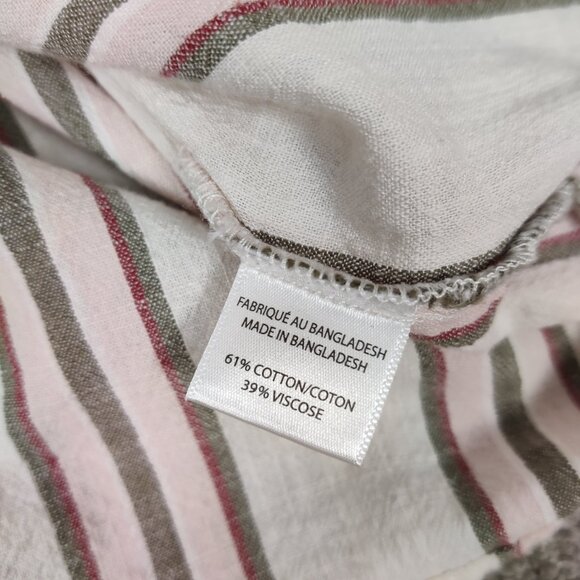 FABRIQUÉ AU BANGLADESH
MADE IN BANGLADESH
61% COTTON/COTON
39% VISCOSE